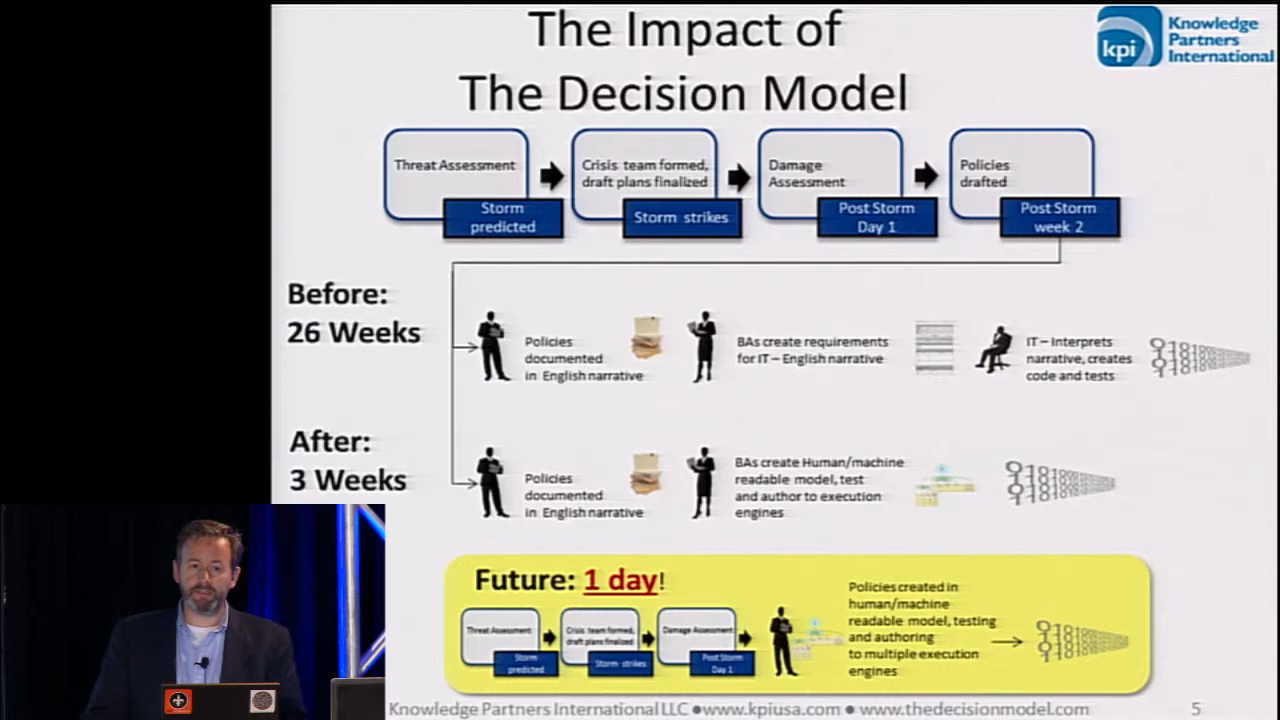 The Impact of
The Decision Model
kpi
Knowledge
Partners
International
Threat Assessment
Storm
predicted
Crisis team formed,
draft plans finalized
Storm strikes
Damage
Assessment
Post Storm
Day 1
Policies
drafted
Post Storm
week 2
Before:
26 Weeks
Policies
documented
in English narrative
BAs create requirements
for IT – English narrative
IT – Interprets
narrative, creates
code and tests
After:
3 Weeks
Policies
documented
in English narrative
BAs create Human/machine
readable model, test
and author to execution
engines
Future: 1 day!
Threat Assessment
Storm
predicted
Crisis team formed,
draft plans finalized
Storm strikes
Damage Assessment
Post Storm
Day 1
Policies created in
human/machine
readable model, testing
and authoring
to multiple execution
engines
Knowledge Partners International LLC ●www.kpiusa.com ● www.thedecisionmodel.com 5